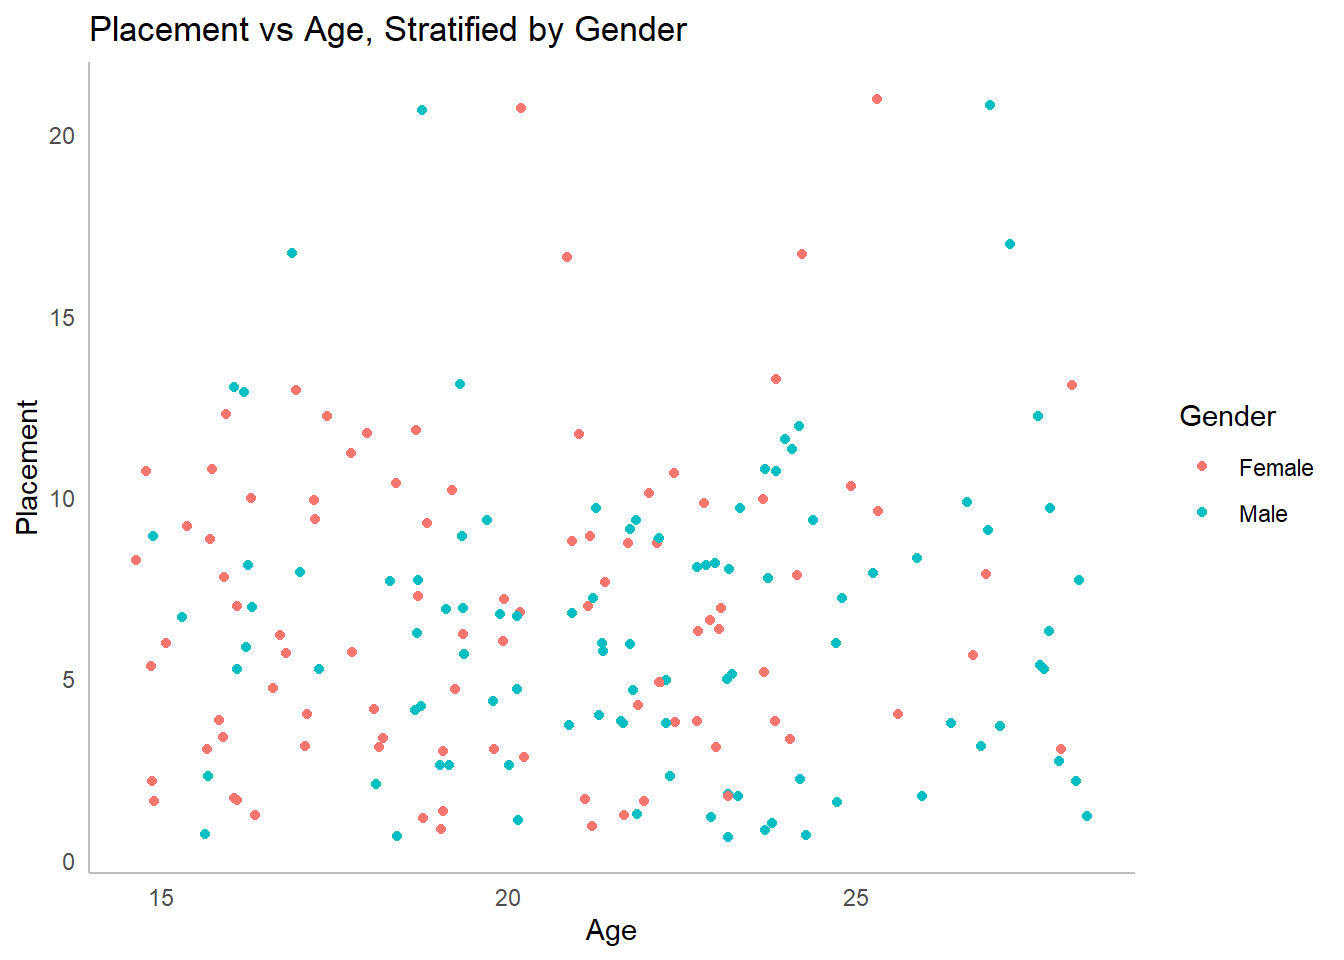 Placement vs Age, Stratified by Gender
20
15
10
5
0
Placement
15 20 25
Age
Gender
Female
Male